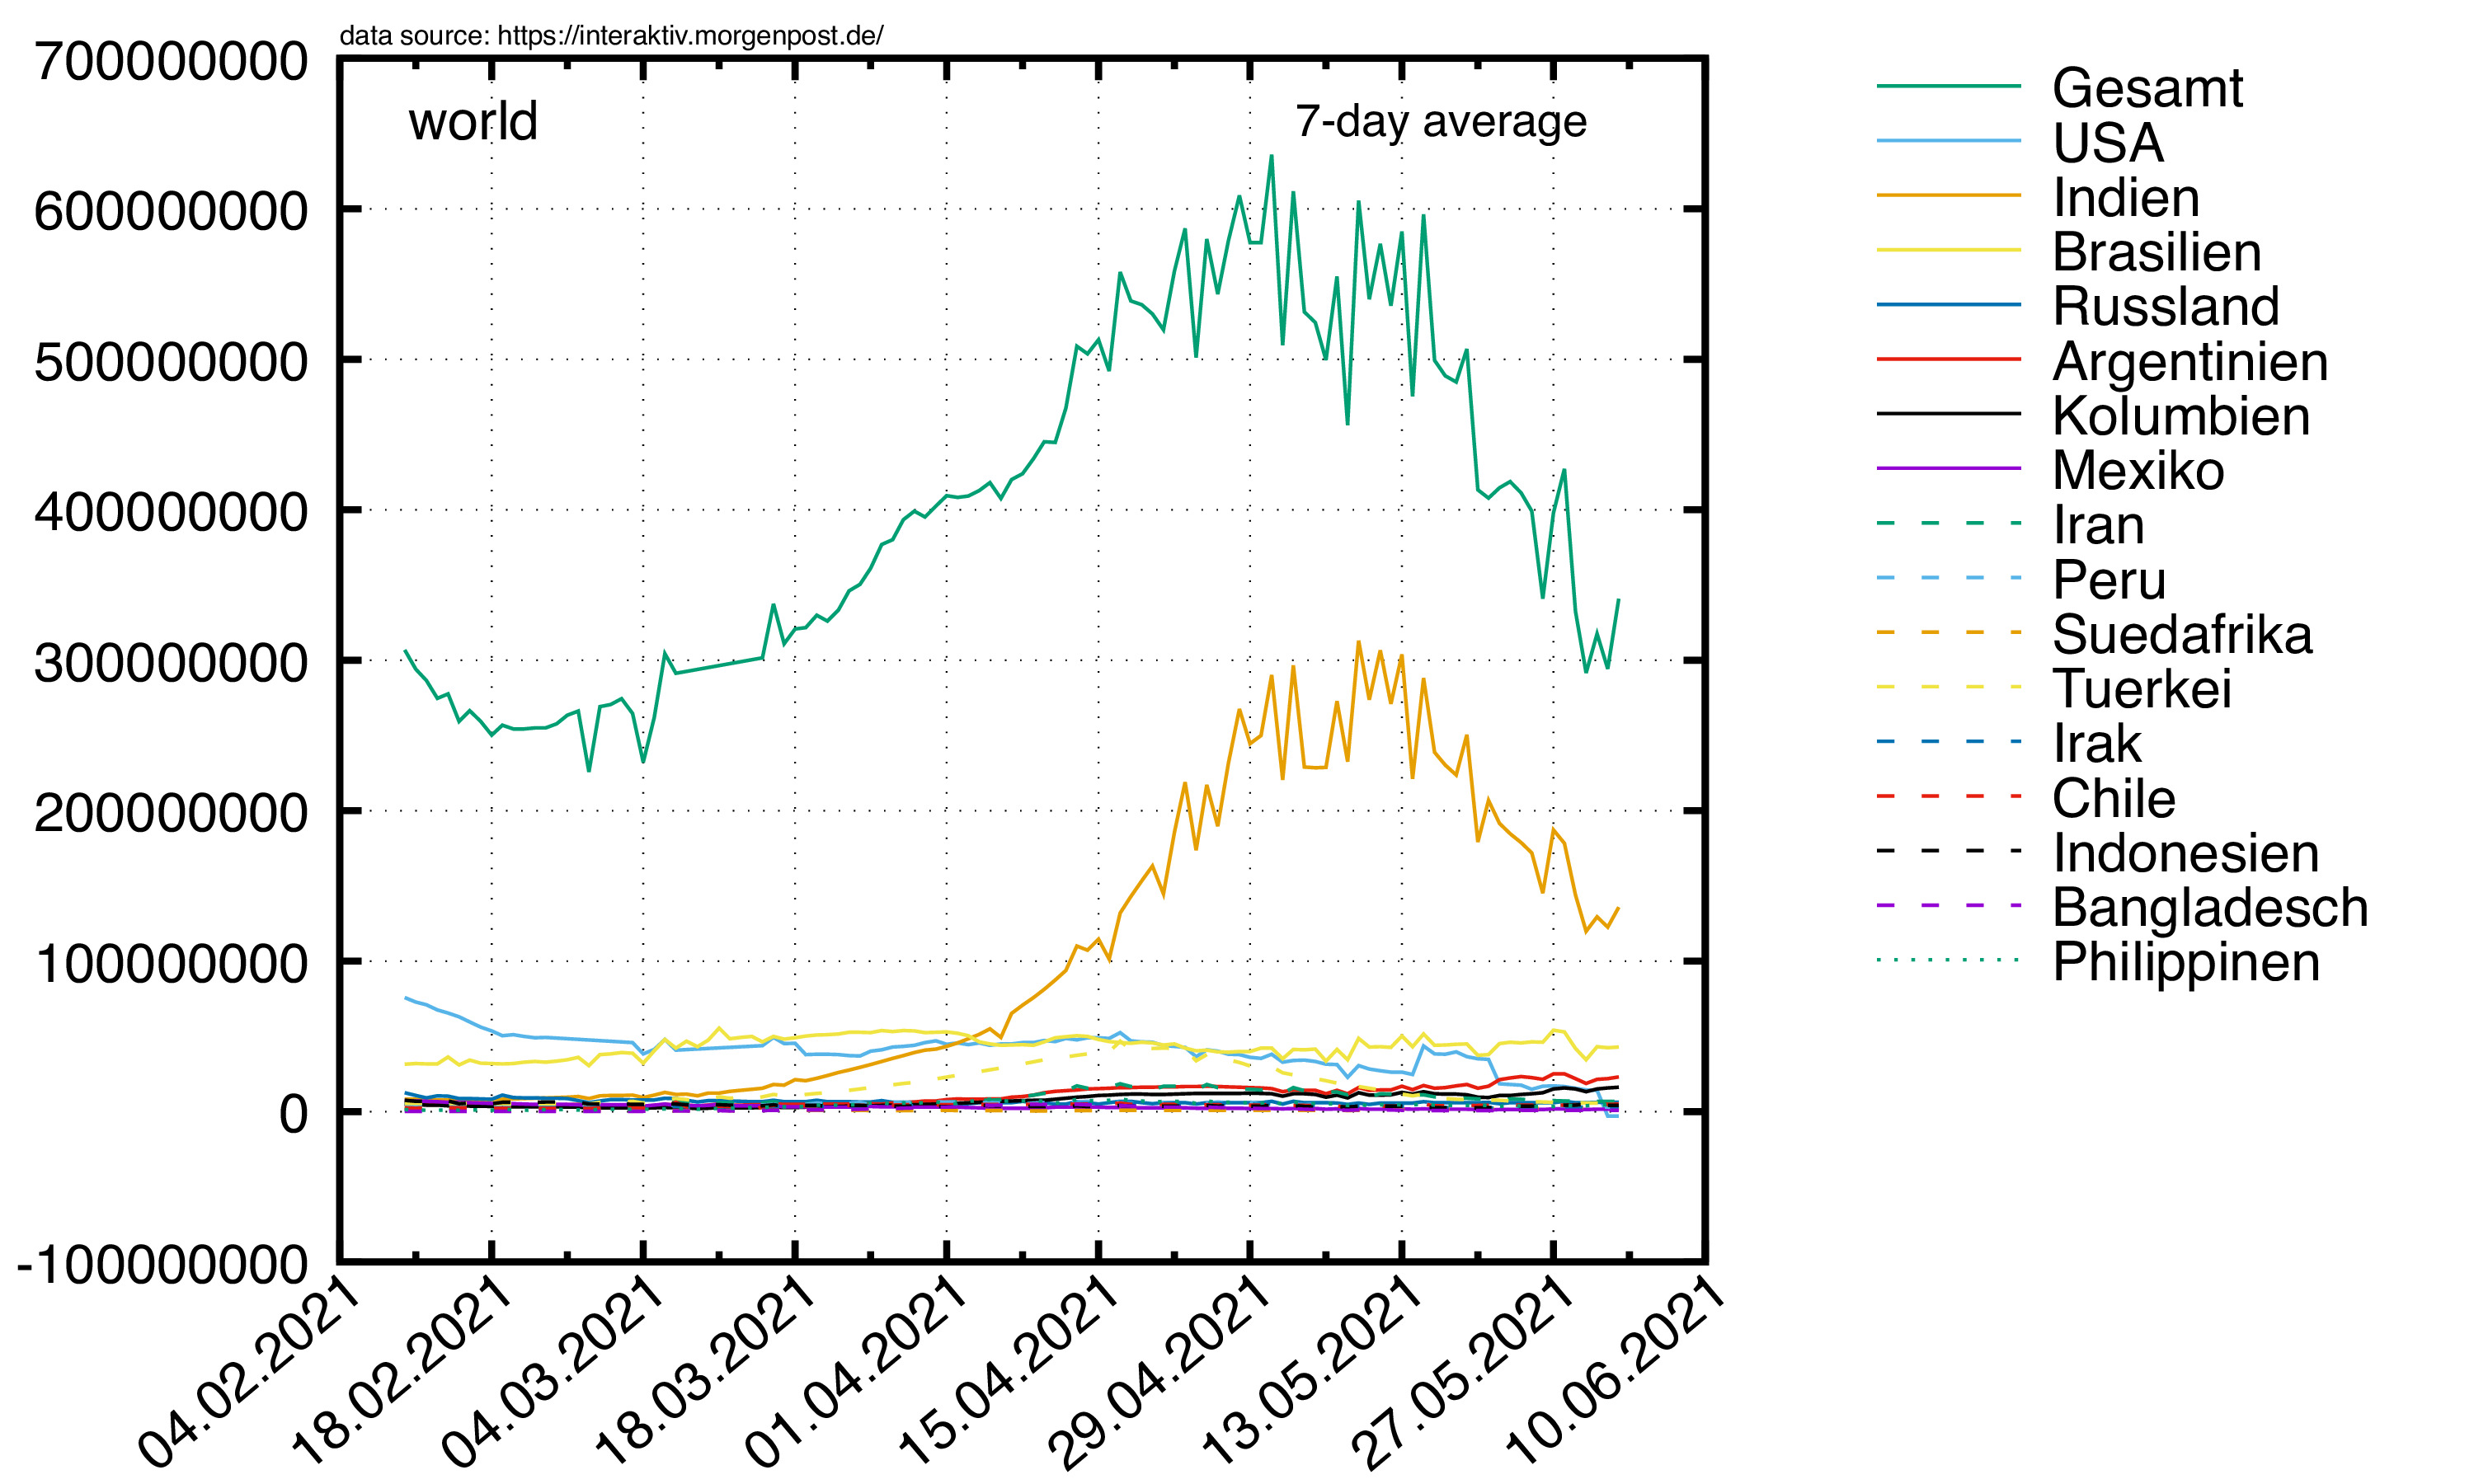 data source: https://interaktiv.morgenpost.de/
700000000
600000000
500000000
400000000
300000000
200000000
100000000
0
-100000000
world
7-day average
04.02.2021
18.02.2021
04.03.2021
18.03.2021
01.04.2021
15.04.2021
29.04.2021
13.05.2021
27.05.2021
10.06.2021
Gesamt
USA
Indien
Brasilien
Russland
Argentinien
Kolumbien
Mexiko
Iran
Peru
Suedafrika
Tuerkei
Irak
Chile
Indonesien
Bangladesch
Philippinen